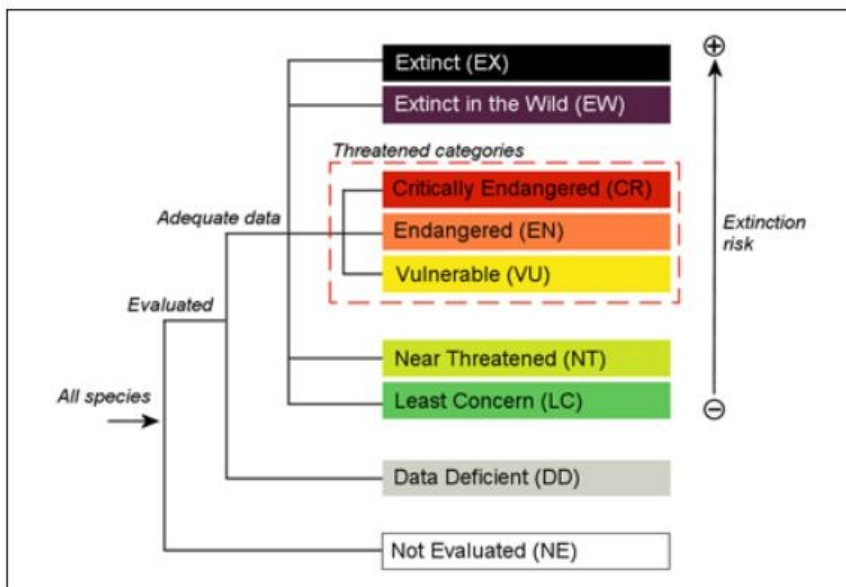 Extinct (EX)
Extinct in the Wild (EW)
Threatened categories
Critically Endangered (CR)
Adequate data
Endangered (EN)
Extinction
risk
Vulnerable (VU)
Evaluated
Near Threatened (NT)
All species
Least Concern (LC)
Data Deficient (DD)
Not Evaluated (NE)